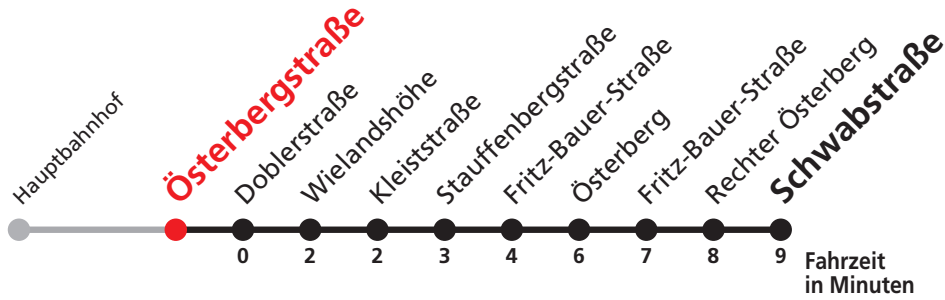 Hauptbahnhof
Österbergstraße
Doblerstraße
Wielandshöhe
Kleiststraße
Stauffenbergstraße
Fritz-Bauer-Straße
Österberg
Fritz-Bauer-Straße
Rechter Österberg
Schwabstraße
0 2 2 3 4 6 7 8 9
Fahrzeit
in Minuten